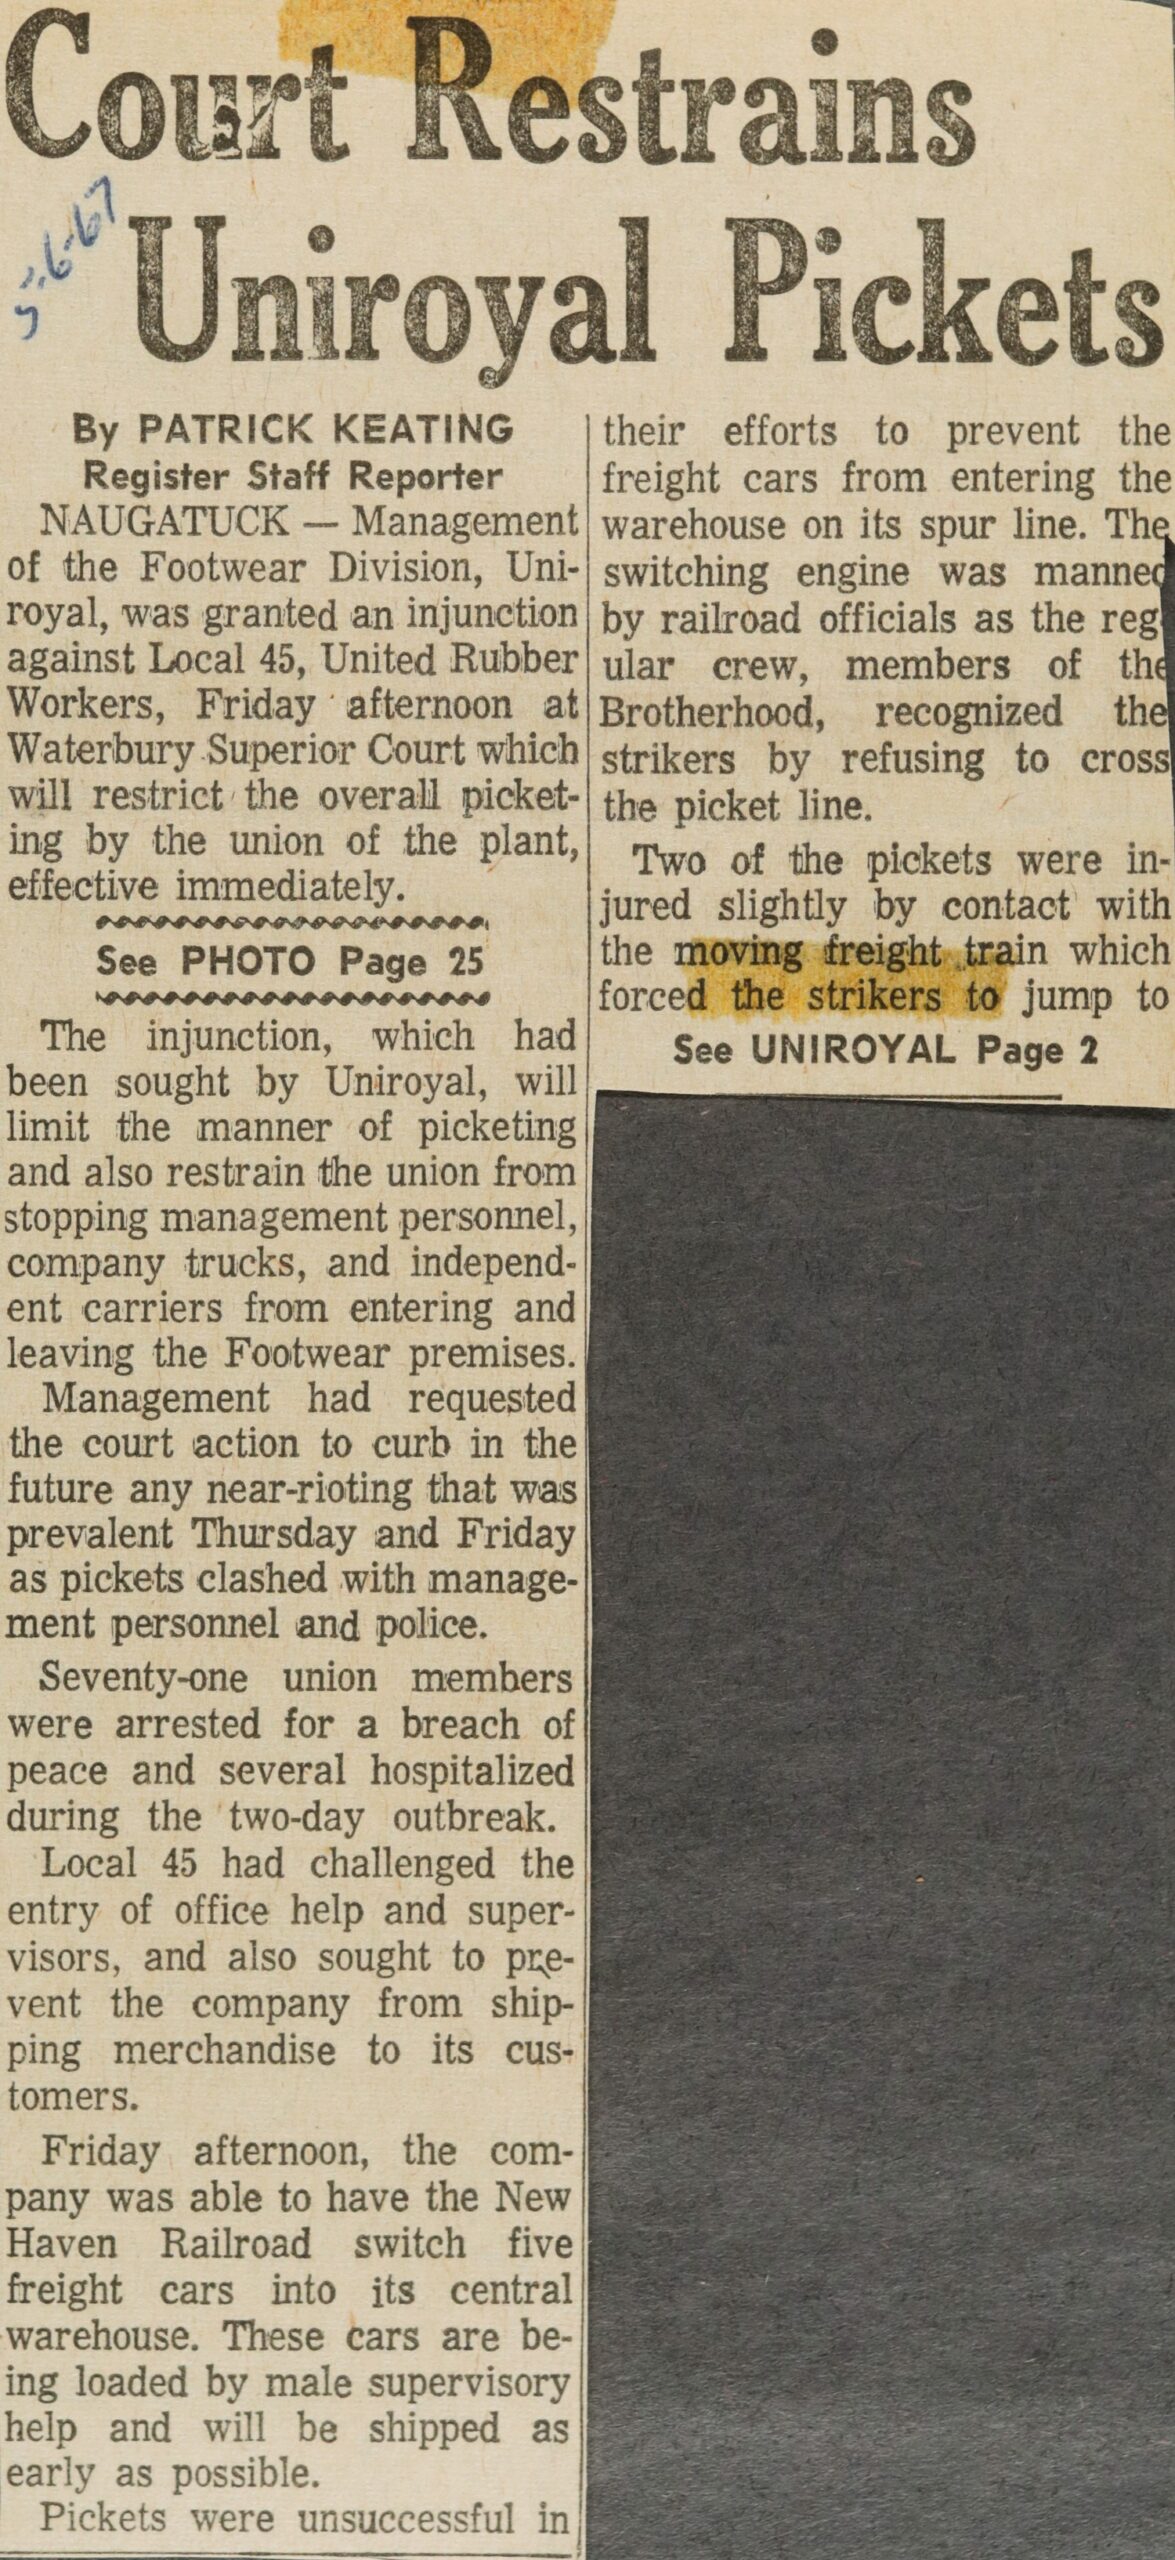 Court Restrains
5-6-67
Uniroyal Pickets
By PATRICK KEATING
Register Staff Reporter
NAUGATUCK — Management
of the Footwear Division, Uni-
royal, was granted an injunction
against Local 45, United Rubber
Workers, Friday afternoon at
Waterbury Superior Court which
will restrict the overall picket-
ing by the union of the plant,
effective immediately.
See PHOTO Page 25
The injunction, which had
been sought by Uniroyal, will
limit the manner of picketing
and also restrain the union from
stopping management personnel,
company trucks, and independ-
ent carriers from entering and
leaving the Footwear premises.
Management had requested
the court action to curb in the
future any near-rioting that was
prevalent Thursday and Friday
as pickets clashed with manage-
ment personnel and police.
Seventy-one union members
were arrested for a breach of
peace and several hospitalized
during the two-day outbreak.
Local 45 had challenged the
entry of office help and super-
visors, and also sought to pre-
vent the company from ship-
ping merchandise to its cus-
tomers.
Friday afternoon, the com-
pany was able to have the New
Haven Railroad switch five
freight cars into its central
warehouse. These cars are be-
ing loaded by male supervisory
help and will be shipped as
early as possible.
Pickets were unsuccessful in
their efforts to prevent the
freight cars from entering the
warehouse on its spur line. The
switching engine was manned
by railroad officials as the reg-
ular crew, members of the
Brotherhood, recognized the
strikers by refusing to cross
the picket line.
Two of the pickets were in-
jured slightly by contact with
the moving freight train which
forced the strikers to jump to
See UNIROYAL Page 2